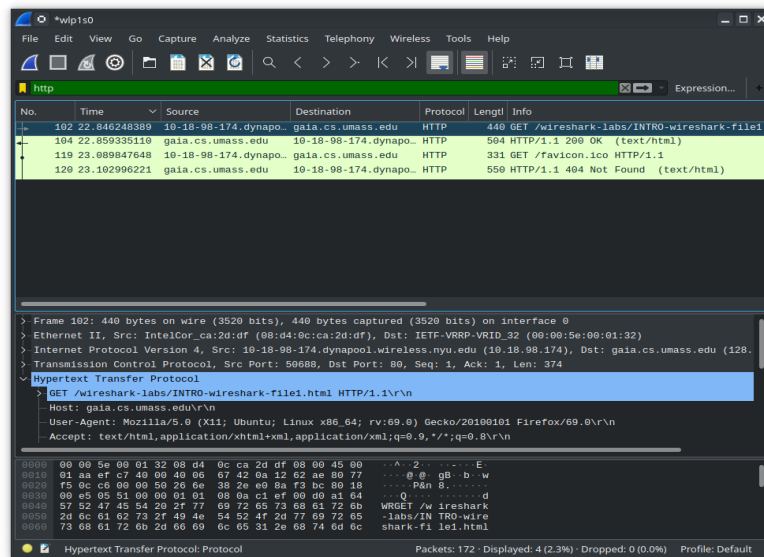 *wlp1s0
File Edit View Go Capture Analyze Statistics Telephony Wireless Tools Help
http Expression... +
No. Time Source Destination Protocol Lengtl Info
102 22.846248389 10-18-98-174.dynapo… gaia.cs.umass.edu HTTP 440 GET /wireshark-labs/INTRO-wireshark-file1
104 22.859335110 gaia.cs.umass.edu 10-18-98-174.dynapo… HTTP 504 HTTP/1.1 200 OK (text/html)
119 23.089847648 10-18-98-174.dynapo… gaia.cs.umass.edu HTTP 331 GET /favicon.ico HTTP/1.1
120 23.102996221 gaia.cs.umass.edu 10-18-98-174.dynapo… HTTP 550 HTTP/1.1 404 Not Found (text/html)
Frame 102: 440 bytes on wire (3520 bits), 440 bytes captured (3520 bits) on interface 0
Ethernet II, Src: IntelCor_ca:2d:df (08:d4:0c:ca:2d:df), Dst: IETF-VRRP-VRID_32 (00:00:5e:00:01:32)
Internet Protocol Version 4, Src: 10-18-98-174.dynapool.wireless.nyu.edu (10.18.98.174), Dst: gaia.cs.umass.edu (128.
Transmission Control Protocol, Src Port: 50688, Dst Port: 80, Seq: 1, Ack: 1, Len: 374
Hypertext Transfer Protocol
GET /wireshark-labs/INTRO-wireshark-file1.html HTTP/1.1\r\n
Host: gaia.cs.umass.edu\r\n
User-Agent: Mozilla/5.0 (X11; Ubuntu; Linux x86_64; rv:69.0) Gecko/20100101 Firefox/69.0\r\n
Accept: text/html,application/xhtml+xml,application/xml;q=0.9,*/*;q=0.8\r\n
0000 00 00 5e 00 01 32 08 d4 0c ca 2d df 08 00 45 00 ··^··2·· ··-···E·
0010 01 aa ef c7 40 00 40 06 67 42 0a 12 62 ae 80 77 ····@·@· gB··b··w
0020 f5 0c c6 00 00 50 26 6e 38 2e e0 8a f3 bc 80 18 ·····P&n 8.······
0030 00 e5 05 51 00 00 01 01 08 0a c1 ef 00 d0 a1 64 ···Q···· ·······d
0040 57 52 47 45 54 20 2f 77 69 72 65 73 68 61 72 6b WRGET /w ireshark
0050 2d 6c 61 62 73 2f 49 4e 54 52 4f 2d 77 69 72 65 -labs/IN TRO-wire
0060 73 68 61 72 6b 2d 66 69 6c 65 31 2e 68 74 6d 6c shark-fi le1.html
Hypertext Transfer Protocol: Protocol Packets: 172 · Displayed: 4 (2.3%) · Dropped: 0 (0.0%) Profile: Default